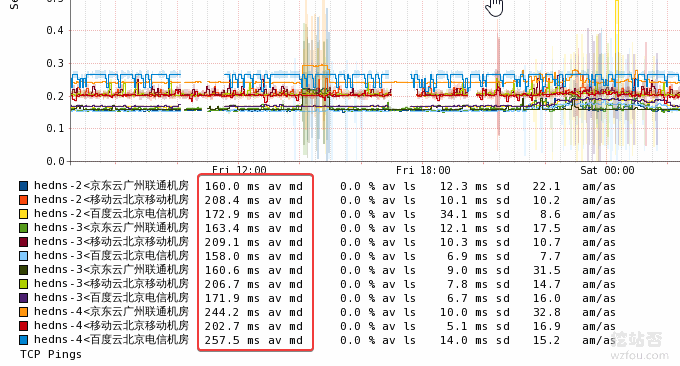 Se
0.3
0.2
0.1
0.0
Fri 12:00 Fri 18:00 Sat 00:00
hedns-2<京东云广州联通机房 160.0 ms av md 0.0 % av ls 12.3 ms sd 22.1 am/as
hedns-2<移动云北京移动机房 208.4 ms av md 0.0 % av ls 10.1 ms sd 10.2 am/as
hedns-2<百度云北京电信机房 172.9 ms av md 0.0 % av ls 34.1 ms sd 8.6 am/as
hedns-3<京东云广州联通机房 163.4 ms av md 0.0 % av ls 12.1 ms sd 17.5 am/as
hedns-3<移动云北京移动机房 209.1 ms av md 0.0 % av ls 10.3 ms sd 10.7 am/as
hedns-3<百度云北京电信机房 158.0 ms av md 0.0 % av ls 6.9 ms sd 7.7 am/as
hedns-3<京东云广州联通机房 160.6 ms av md 0.0 % av ls 9.0 ms sd 31.5 am/as
hedns-3<移动云北京移动机房 206.7 ms av md 0.0 % av ls 7.8 ms sd 14.7 am/as
hedns-3<百度云北京电信机房 171.9 ms av md 0.0 % av ls 6.7 ms sd 16.0 am/as
hedns-4<京东云广州联通机房 244.2 ms av md 0.0 % av ls 10.0 ms sd 32.8 am/as
hedns-4<移动云北京移动机房 202.7 ms av md 0.0 % av ls 5.1 ms sd 16.9 am/as
hedns-4<百度云北京电信机房 257.5 ms av md 0.0 % av ls 14.0 ms sd 15.2 am/as
TCP Pings
挖站否
wzfou.com